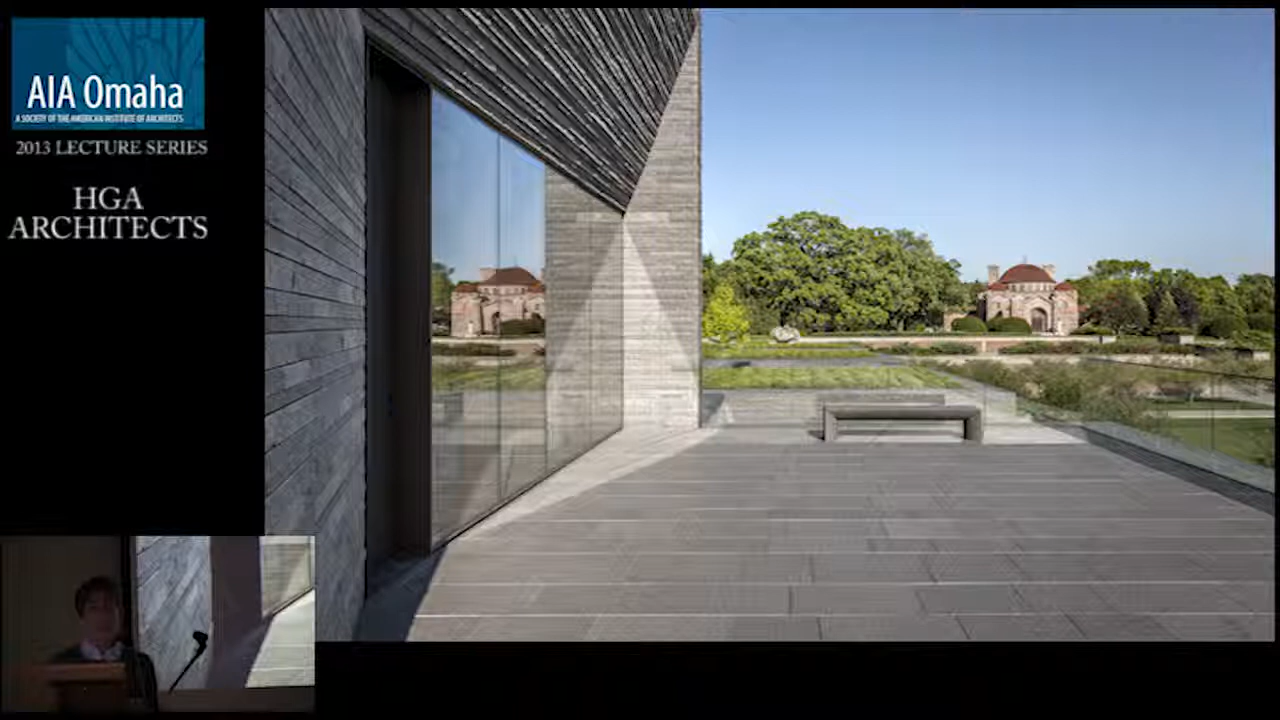 AIA Omaha
A SOCIETY OF THE AMERICAN INSTITUTE OF ARCHITECTS
2013 LECTURE SERIES
HGA
ARCHITECTS